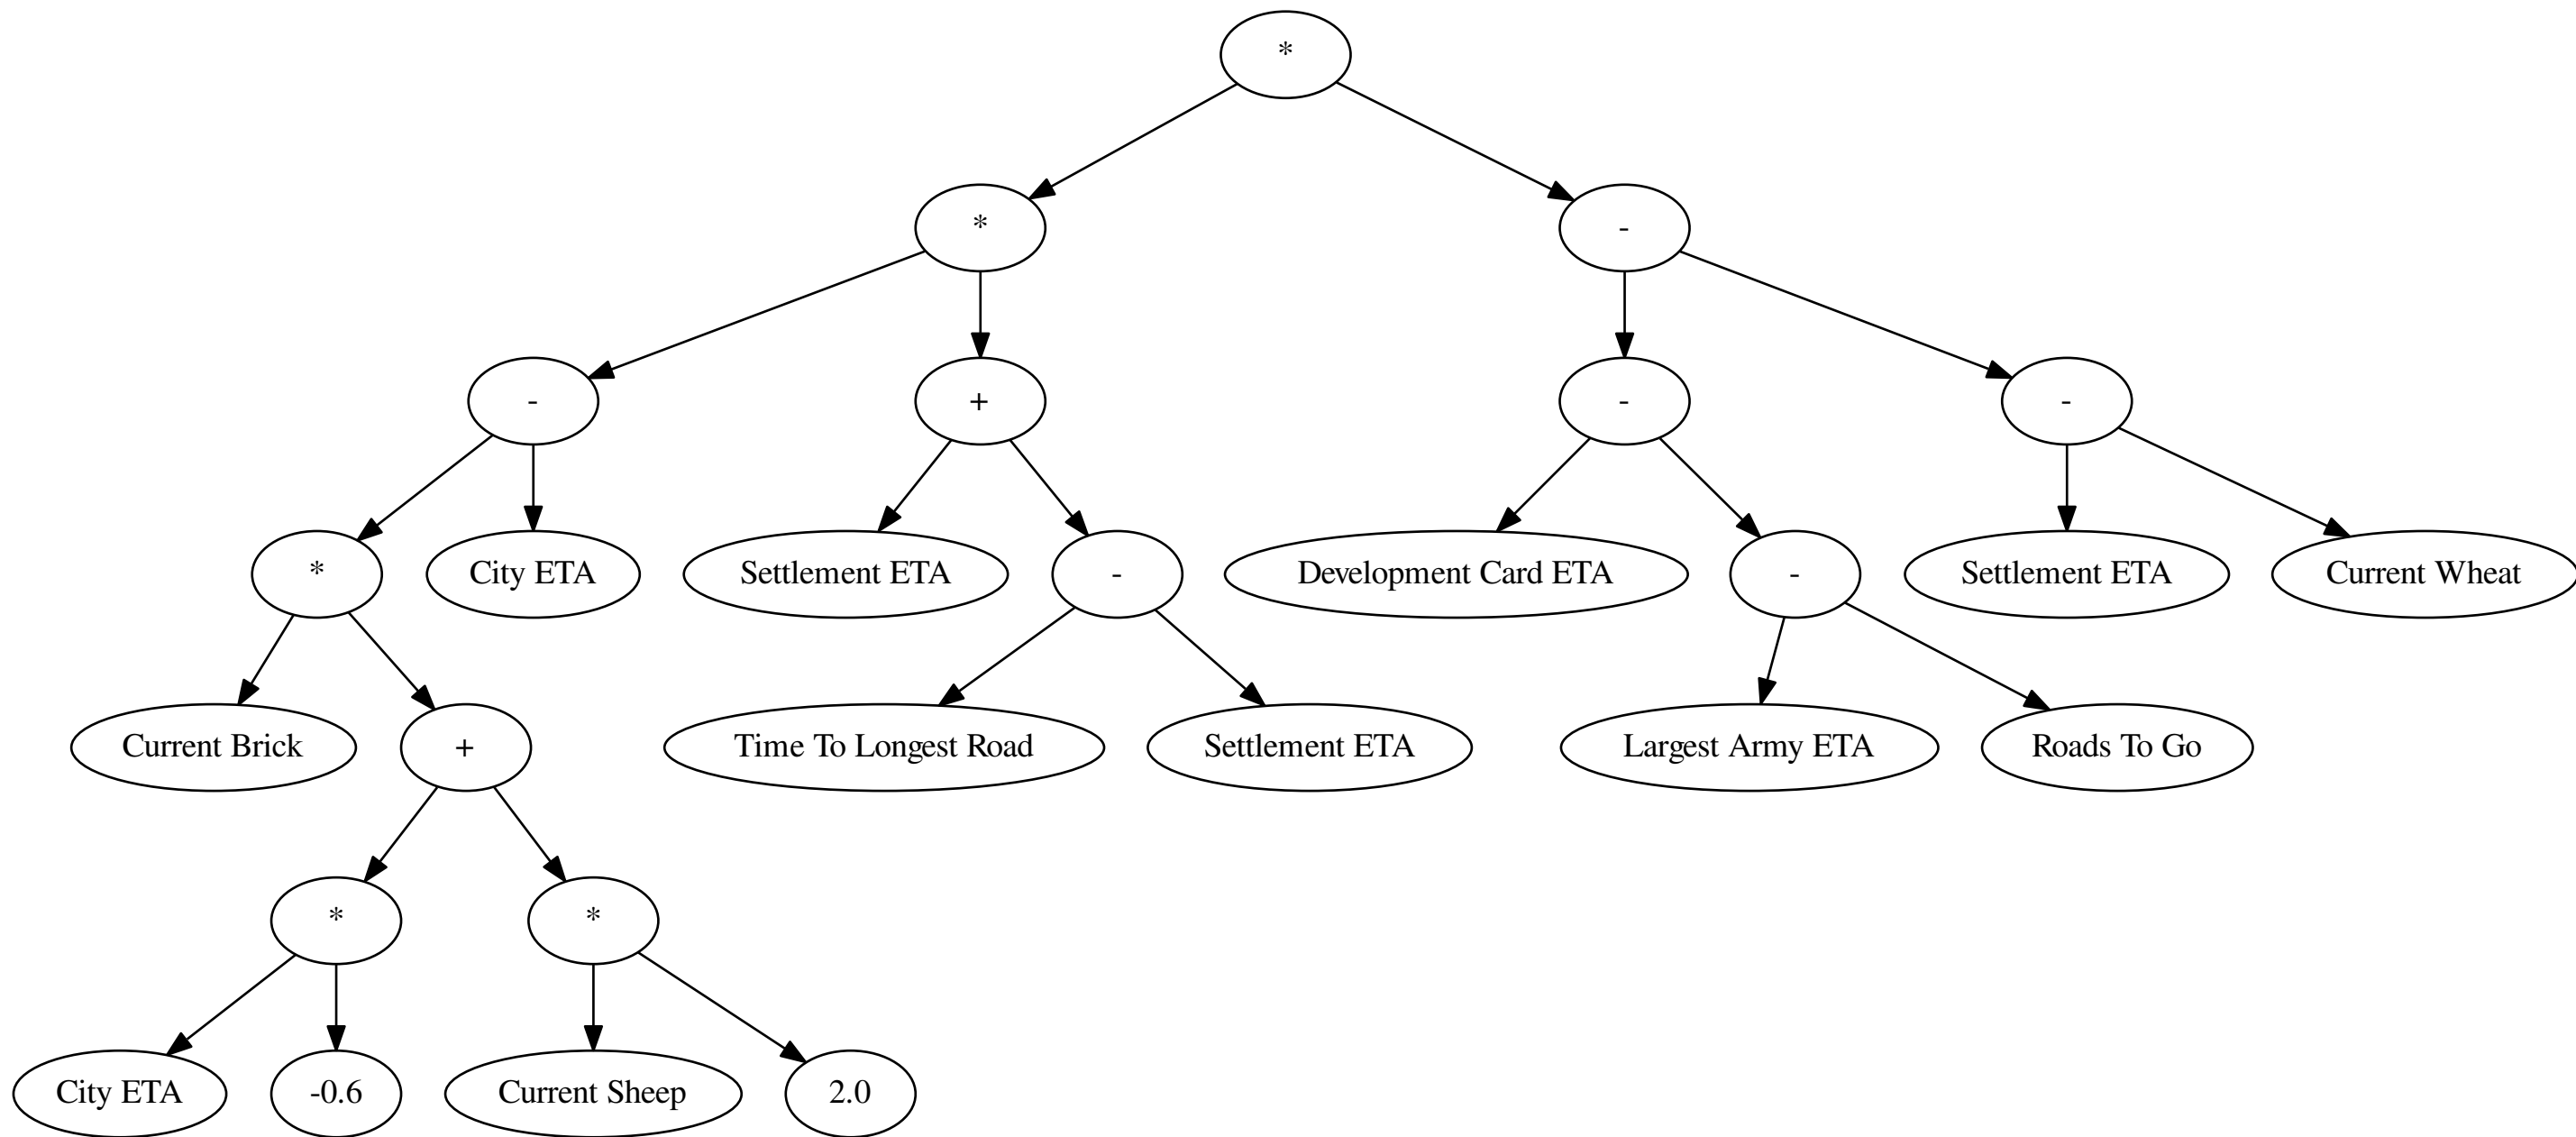 *
*
-
-
+
-
-
*
City ETA
Settlement ETA
-
Development Card ETA
-
Settlement ETA
Current Wheat
Current Brick
+
Time To Longest Road
Settlement ETA
Largest Army ETA
Roads To Go
*
*
City ETA
-0.6
Current Sheep
2.0